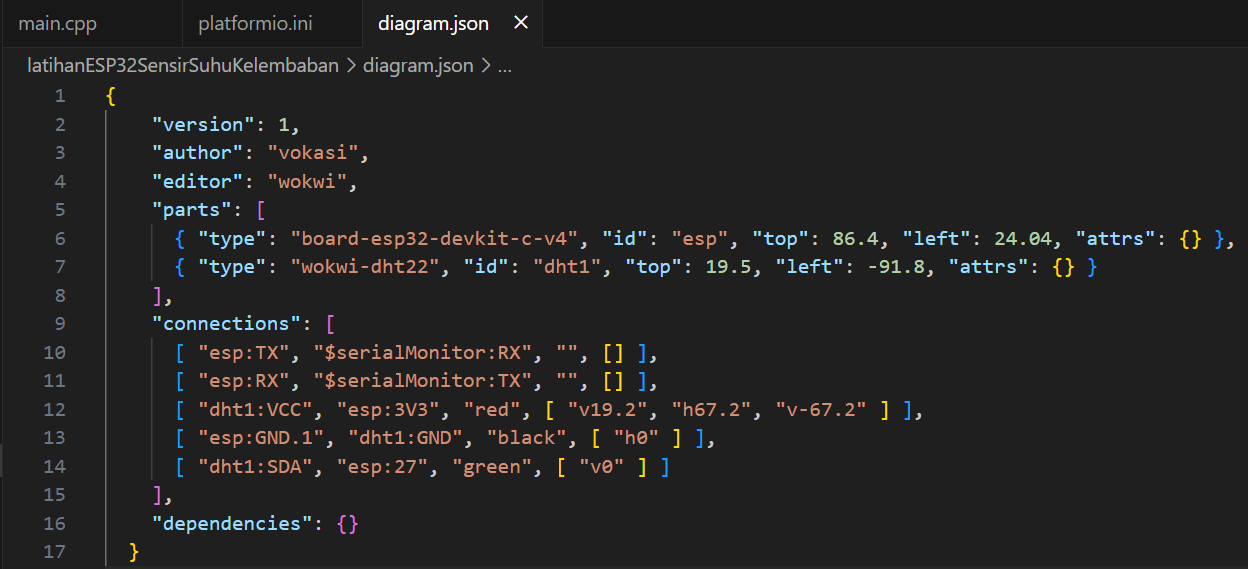 main.cpp platformio.ini diagram.json ×
latihanESP32SensirSuhuKelembaban > diagram.json > ...
1 {
2 "version": 1,
3 "author": "vokasi",
4 "editor": "wokwi",
5 "parts": [
6 { "type": "board-esp32-devkit-c-v4", "id": "esp", "top": 86.4, "left": 24.04, "attrs": {} },
7 { "type": "wokwi-dht22", "id": "dht1", "top": 19.5, "left": -91.8, "attrs": {} }
8 ],
9 "connections": [
10 [ "esp:TX", "$serialMonitor:RX", "", [] ],
11 [ "esp:RX", "$serialMonitor:TX", "", [] ],
12 [ "dht1:VCC", "esp:3V3", "red", [ "v19.2", "h67.2", "v-67.2" ] ],
13 [ "esp:GND.1", "dht1:GND", "black", [ "h0" ] ],
14 [ "dht1:SDA", "esp:27", "green", [ "v0" ] ]
15 ],
16 "dependencies": {}
17 }